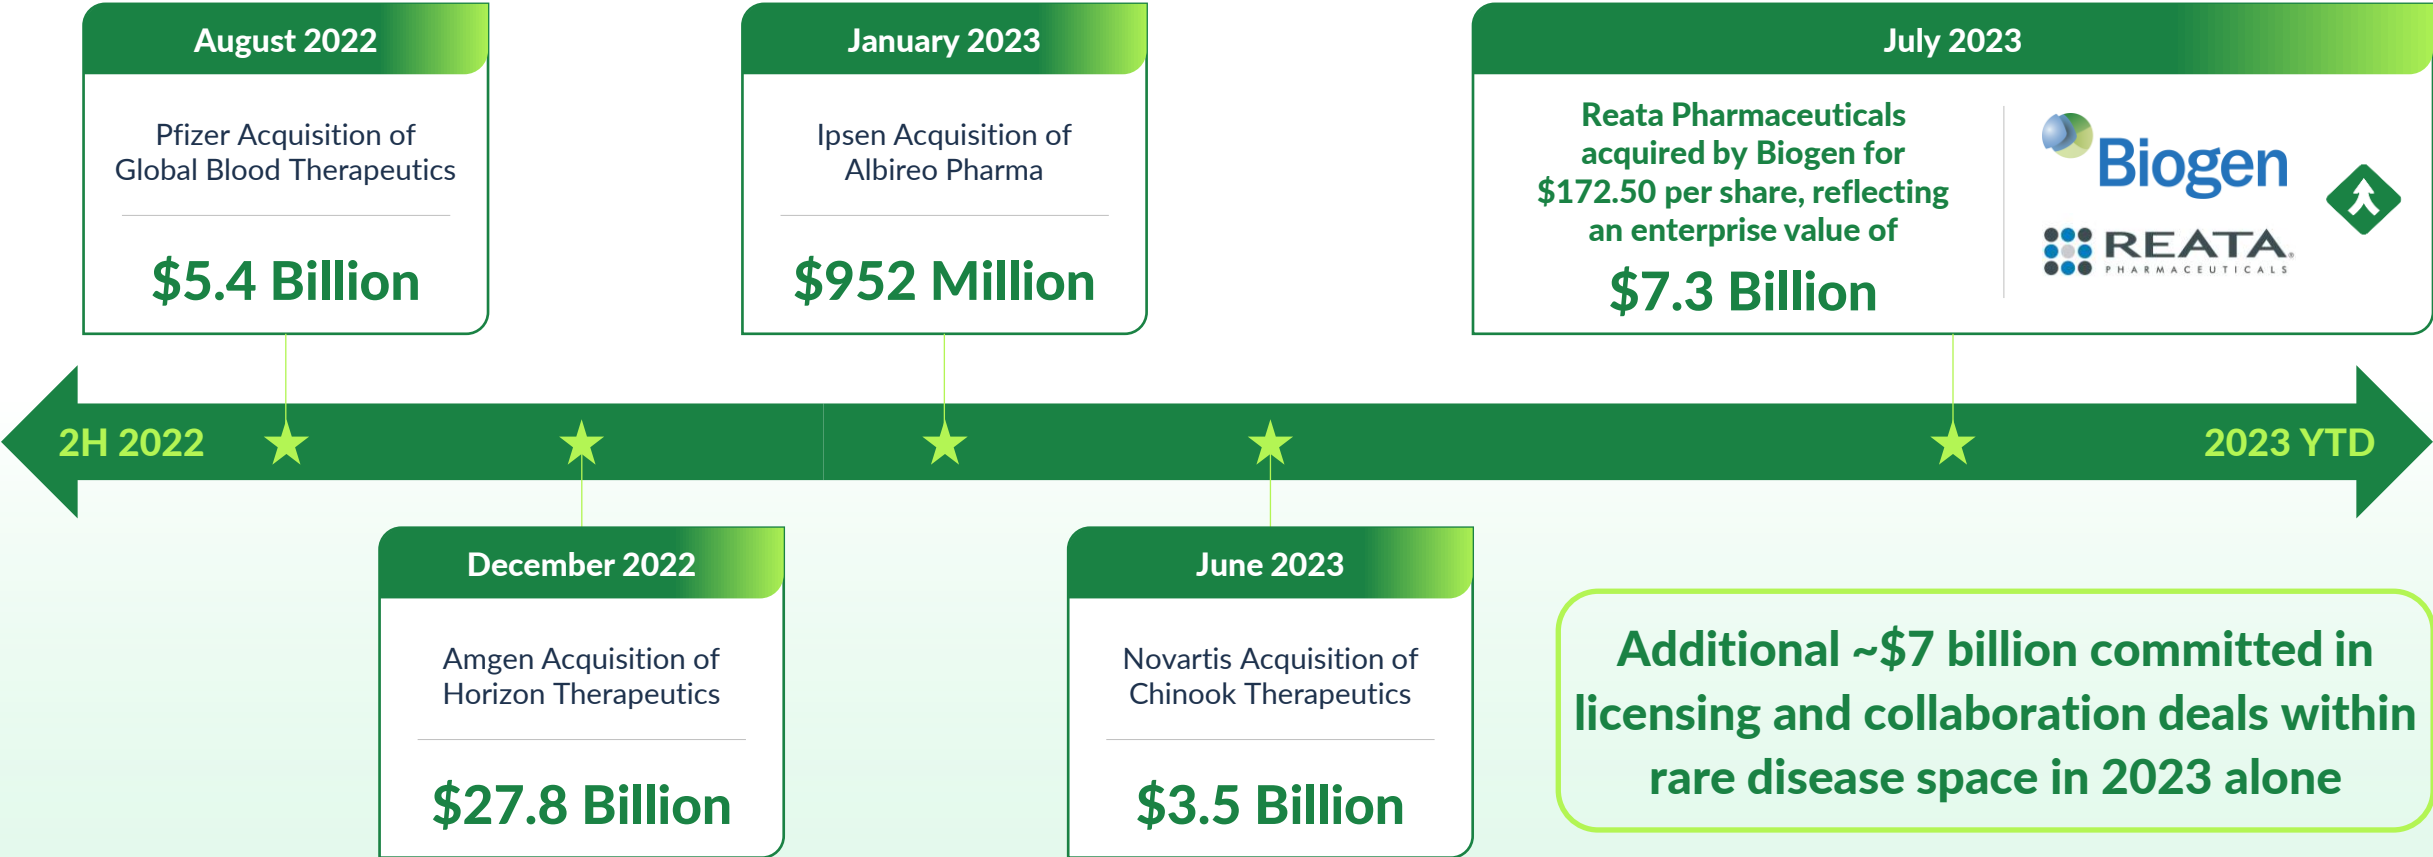 August 2022
Pfizer Acquisition of
Global Blood Therapeutics
$5.4 Billion
January 2023
Ipsen Acquisition of
Albireo Pharma
$952 Million
July 2023
Reata Pharmaceuticals
acquired by Biogen for
$172.50 per share, reflecting
an enterprise value of
$7.3 Billion
Biogen
REATA®
PHARMACEUTICALS
2H 2022
2023 YTD
December 2022
Amgen Acquisition of
Horizon Therapeutics
$27.8 Billion
June 2023
Novartis Acquisition of
Chinook Therapeutics
$3.5 Billion
Additional ~$7 billion committed in
licensing and collaboration deals within
rare disease space in 2023 alone